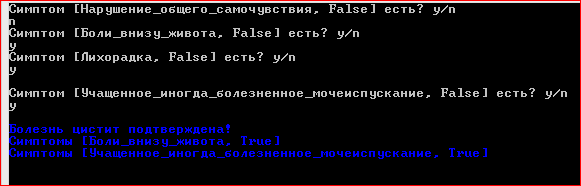 Симптом [Нарушение_общего_самочувствия, False] есть? y/n
n
Симптом [Боли_внизу_живота, False] есть? y/n
y
Симптом [Лихорадка, False] есть? y/n
y
Симптом [Учащенное_иногда_болезненное_мочеиспускание, False] есть? y/n
y
Болезнь цистит подтверждена!
Симптомы [Боли_внизу_живота, True]
Симптомы [Учащенное_иногда_болезненное_мочеиспускание, True]